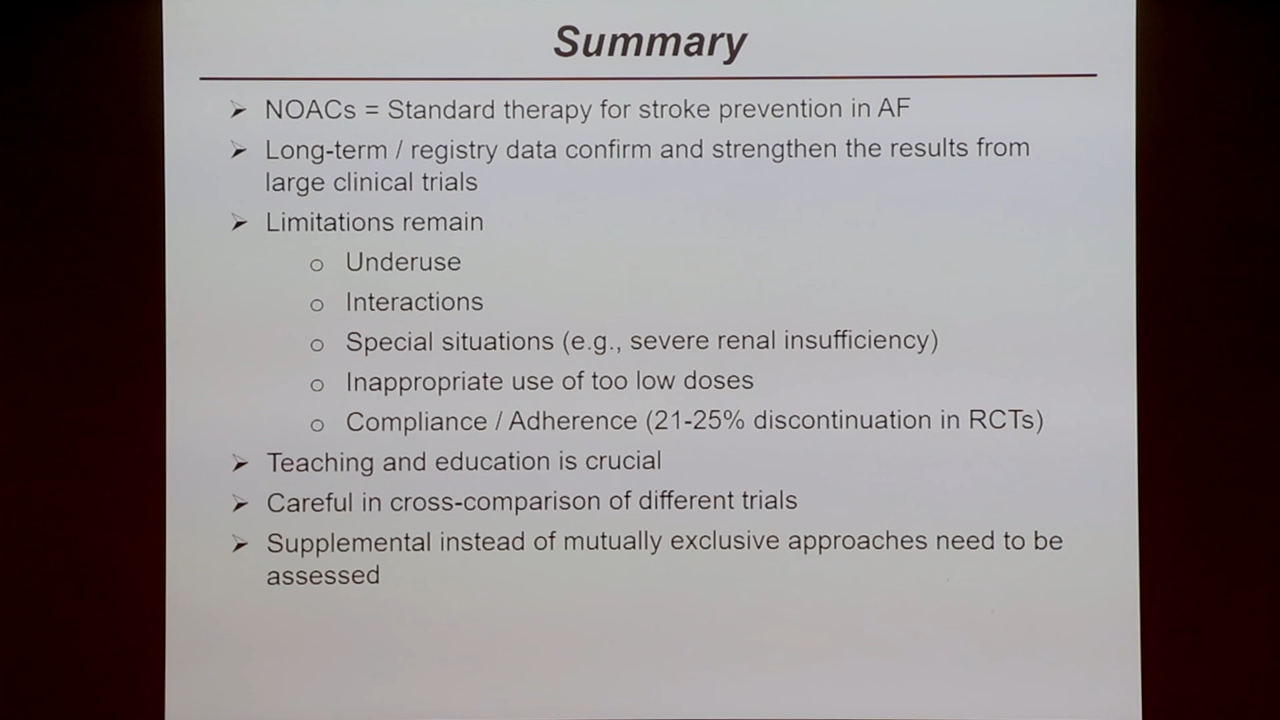 Summary
➢ NOACs = Standard therapy for stroke prevention in AF
➢ Long-term / registry data confirm and strengthen the results from
large clinical trials
➢ Limitations remain
o Underuse
o Interactions
o Special situations (e.g., severe renal insufficiency)
o Inappropriate use of too low doses
o Compliance / Adherence (21-25% discontinuation in RCTs)
➢ Teaching and education is crucial
➢ Careful in cross-comparison of different trials
➢ Supplemental instead of mutually exclusive approaches need to be
assessed